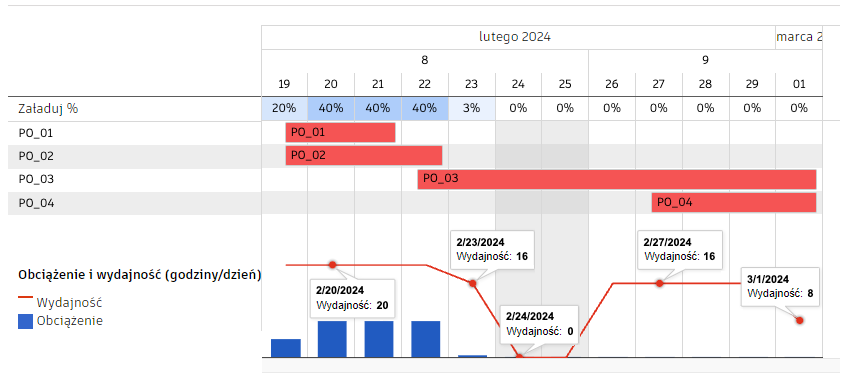 lutego 2024 marca 2
8 9
19 20 21 22 23 24 25 26 27 28 29 01
Załaduj % 20% 40% 40% 40% 3% 0% 0% 0% 0% 0% 0% 0%
PO_01 PO_01
PO_02 PO_02
PO_03 PO_03
PO_04 PO_04
2/23/2024
Wydajność: 16
2/27/2024
Wydajność: 16
Obciążenie i wydajność (godziny/dzień)
Wydajność
Obciążenie
2/20/2024
Wydajność: 20
3/1/2024
Wydajność: 8
2/24/2024
Wydajność: 0